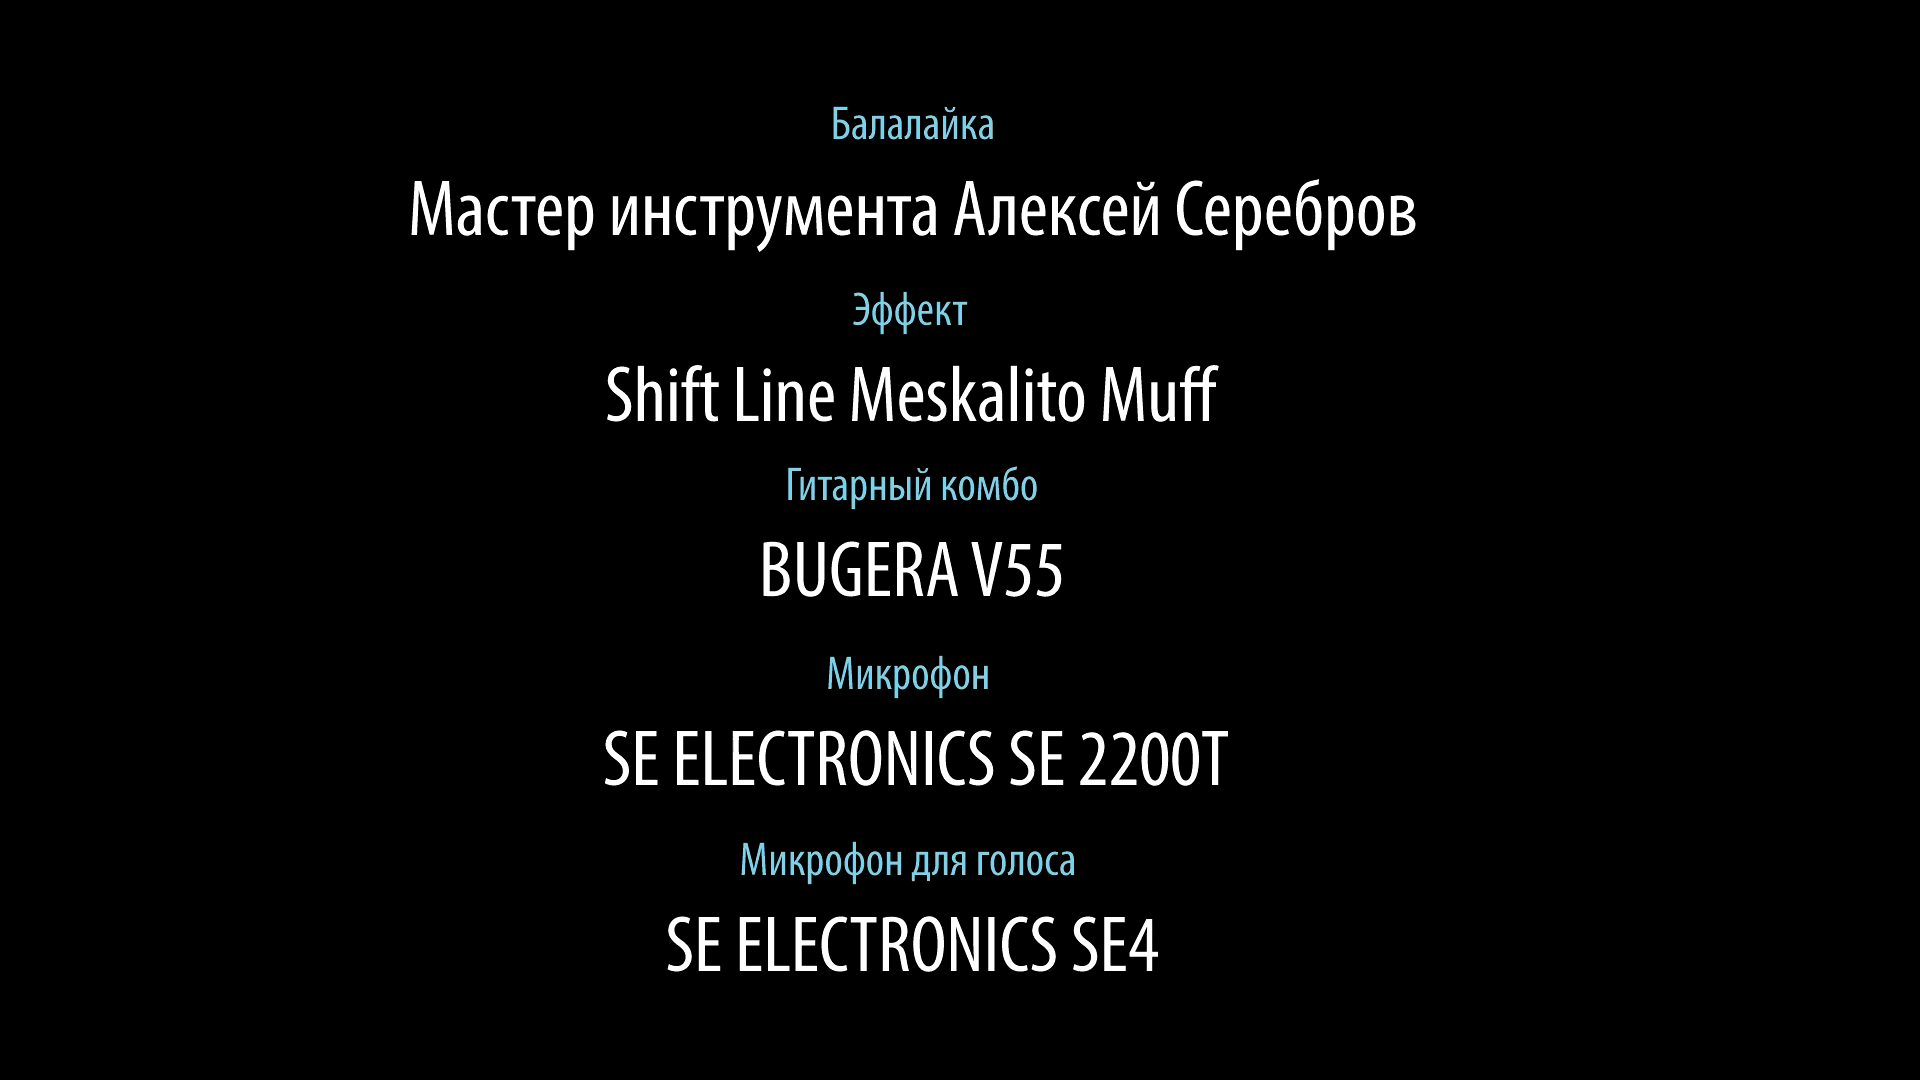 Балалайка
Мастер инструмента Алексей Серебров
Эффект
Shift Line Meskalito Muff
Гитарный комбо
BUGERA V55
Микрофон
SE ELECTRONICS SE 2200T
Микрофон для голоса
SE ELECTRONICS SE4